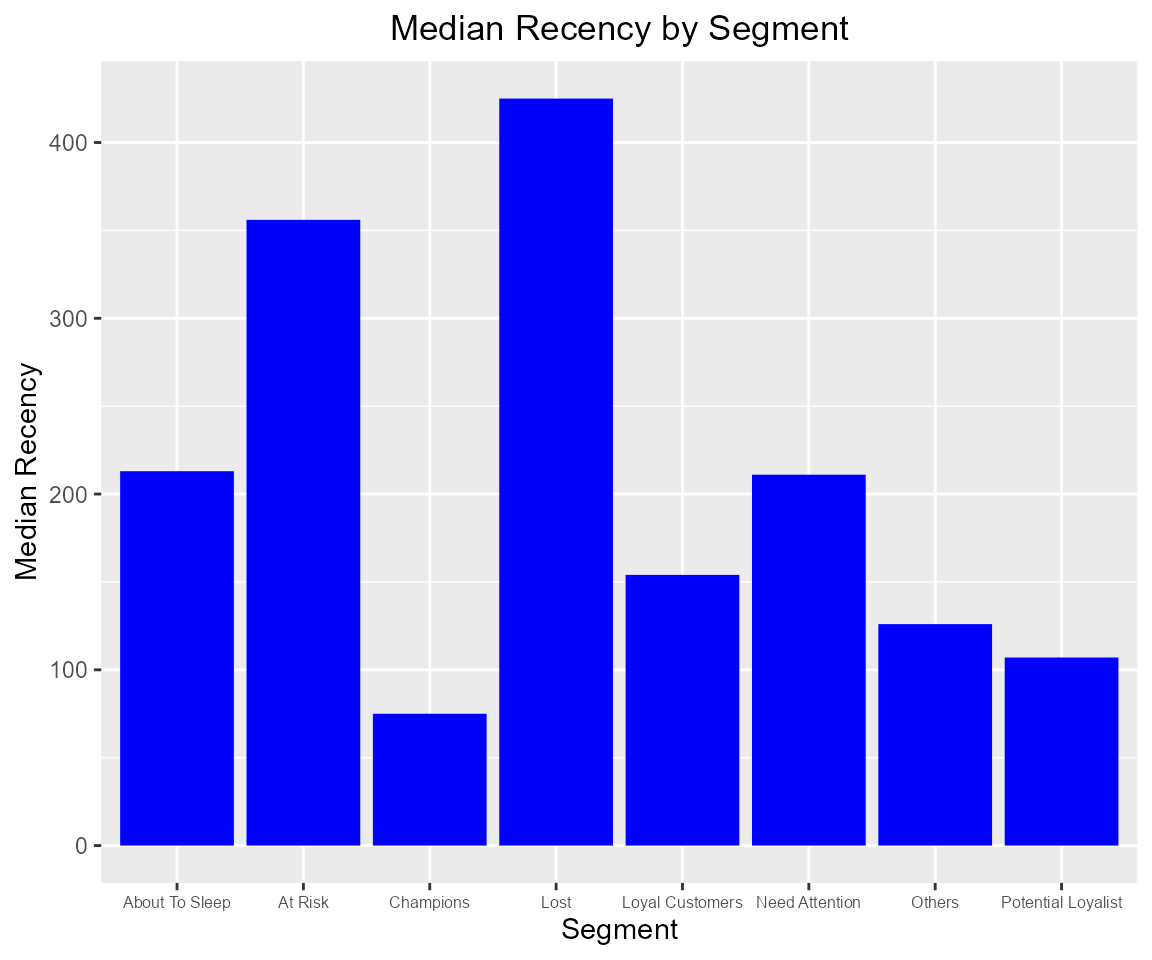 Median Recency by Segment
Median Recency
400
300
200
100
0
About To Sleep At Risk Champions Lost Loyal Customers Need Attention Others Potential Loyalist
Segment